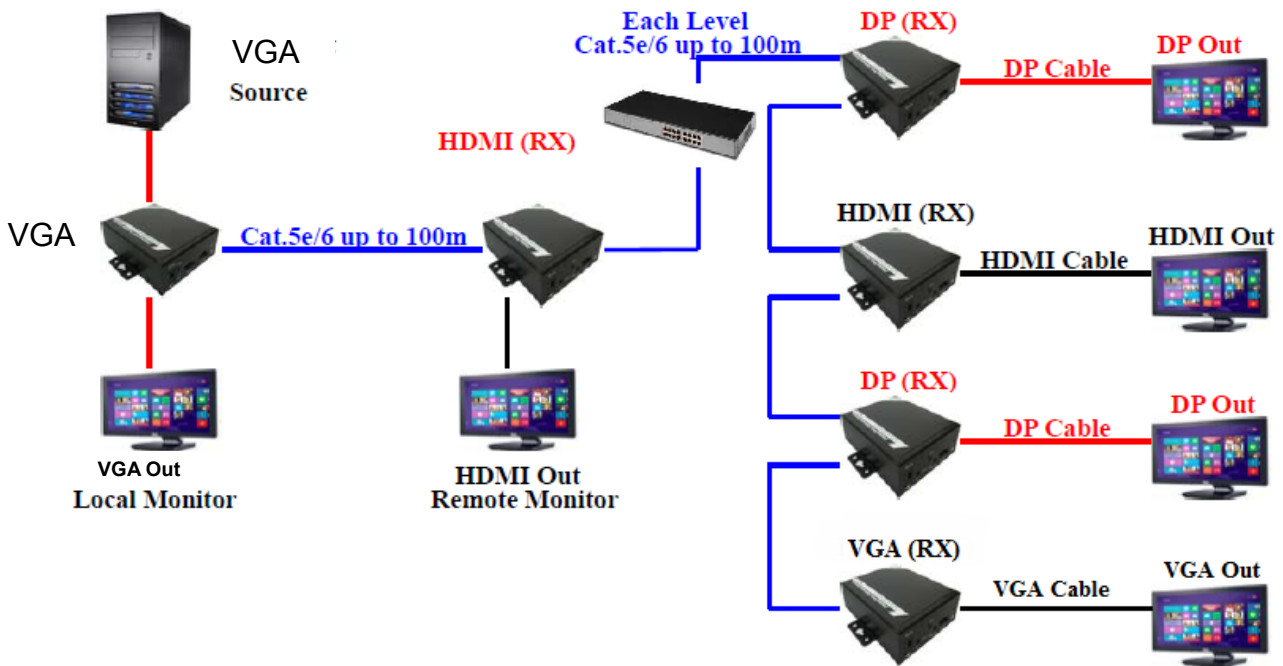 VGA
Source
VGA
Cat.5e/6 up to 100m
VGA Out
Local Monitor
HDMI (RX)
HDMI Out
Remote Monitor
Each Level
Cat.5e/6 up to 100m
DP (RX)
DP Cable
DP Out
HDMI (RX)
HDMI Cable
HDMI Out
DP (RX)
DP Cable
DP Out
VGA (RX)
VGA Cable
VGA Out